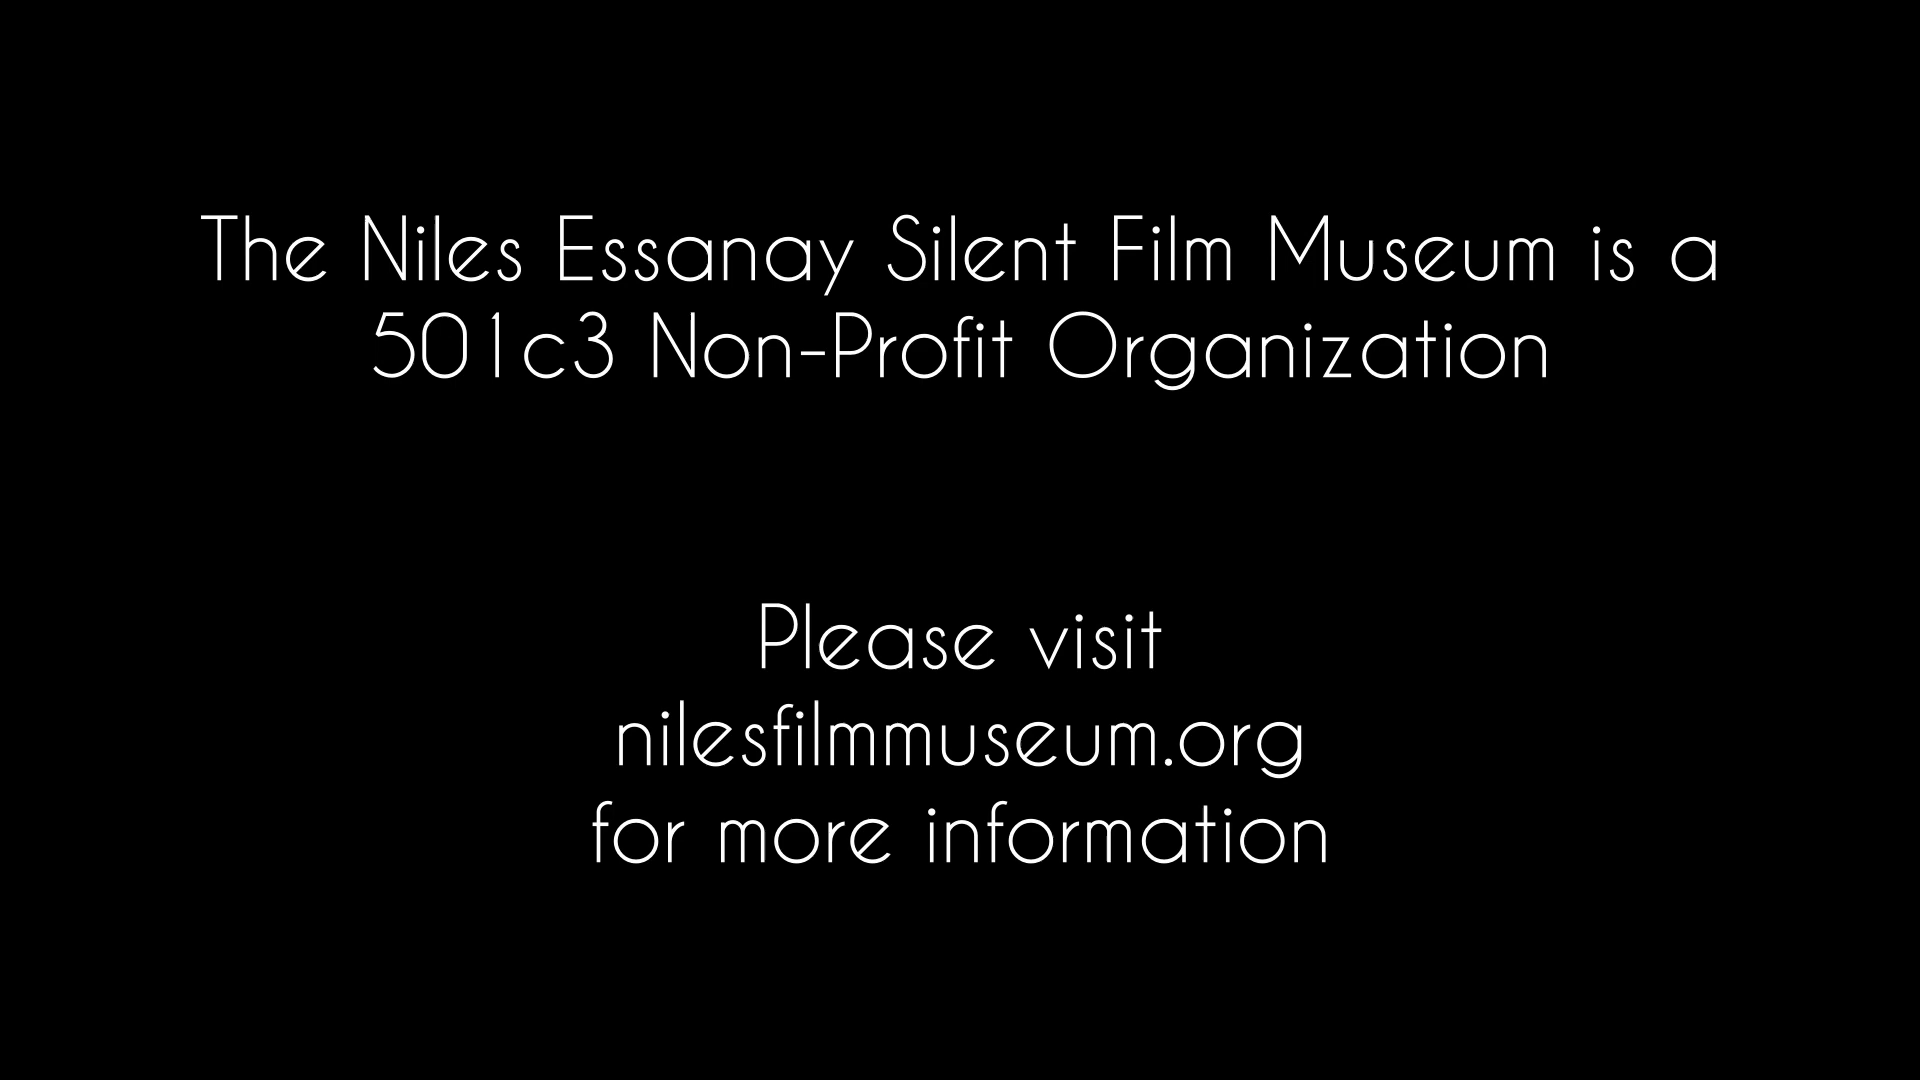 The Niles Essanay Silent Film Museum is a
501c3 Non-Profit Organization
Please visit
nilesfilmmuseum.org
for more information